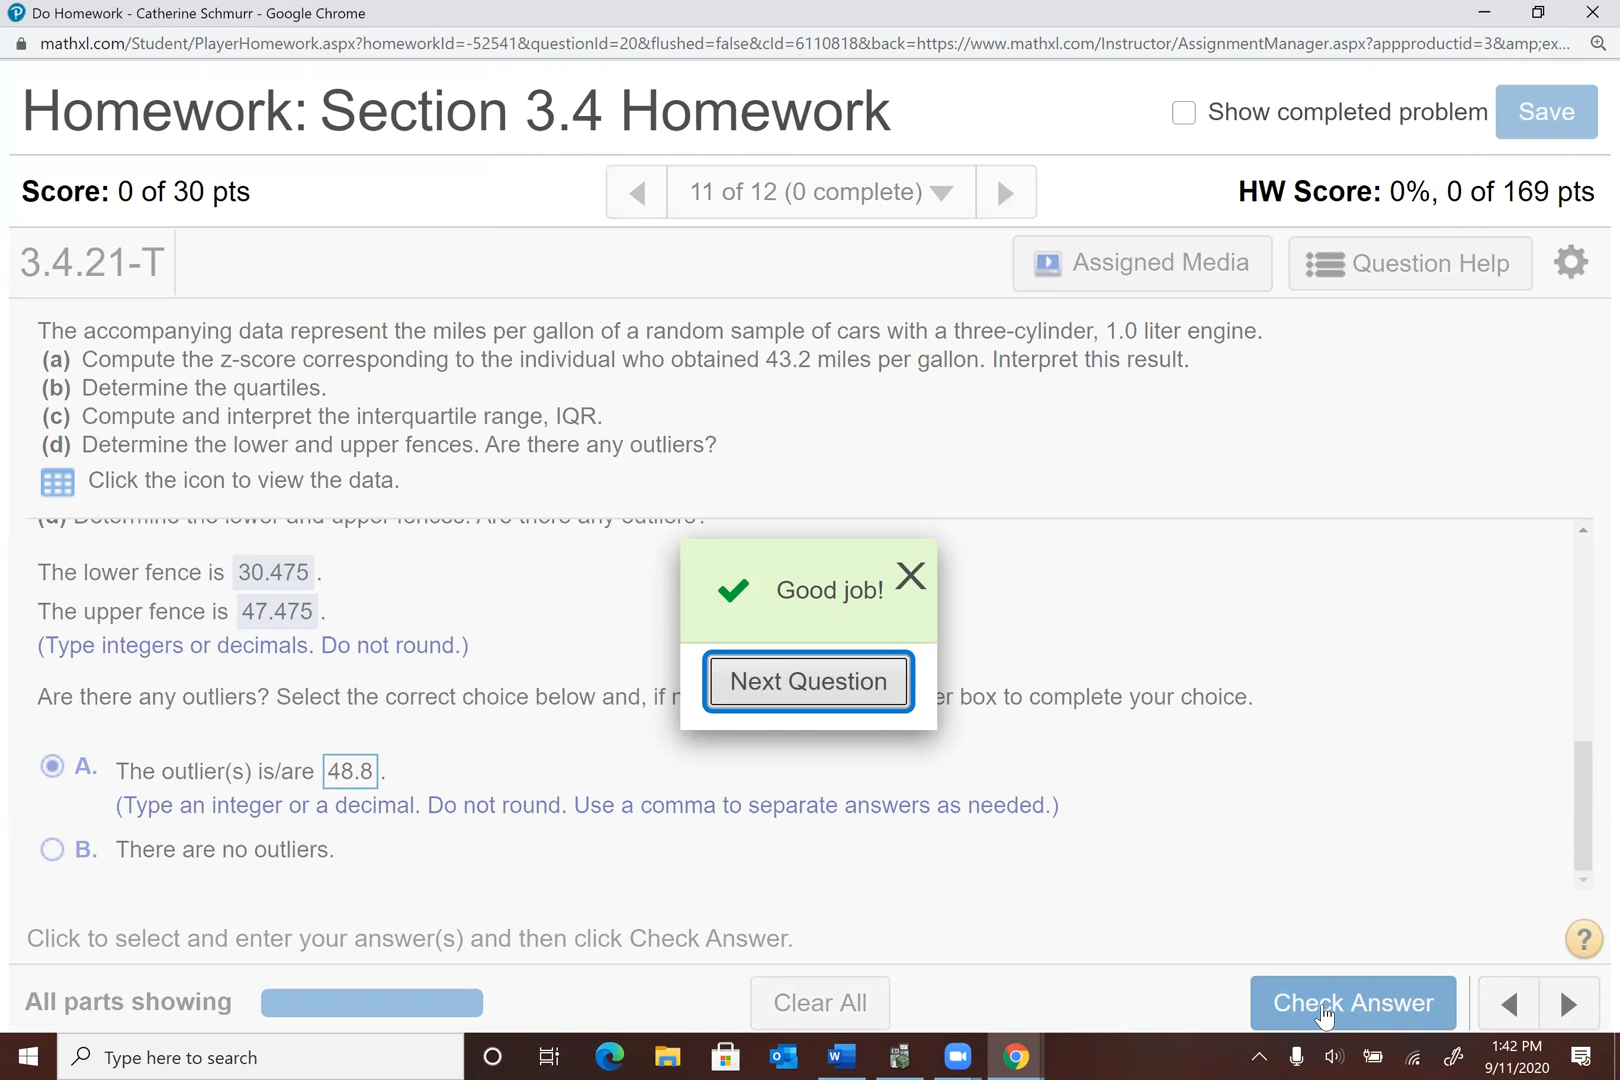 Do Homework - Catherine Schmurr - Google Chrome
mathxl.com/Student/PlayerHomework.aspx?homeworkId=-52541&questionId=20&flushed=false&cId=6110818&back=https://www.mathxl.com/Instructor/AssignmentManager.aspx?appproductid=3&amp;ex...
Homework: Section 3.4 Homework
Show completed problem
Save
Score: 0 of 30 pts
11 of 12 (0 complete)
HW Score: 0%, 0 of 169 pts
3.4.21-T
Assigned Media
Question Help
The accompanying data represent the miles per gallon of a random sample of cars with a three-cylinder, 1.0 liter engine.
(a) Compute the z-score corresponding to the individual who obtained 43.2 miles per gallon. Interpret this result.
(b) Determine the quartiles.
(c) Compute and interpret the interquartile range, IQR.
(d) Determine the lower and upper fences. Are there any outliers?
Click the icon to view the data.
(d) Determine the lower and upper fences. Are there any outliers?
The lower fence is 30.475 .
The upper fence is 47.475 .
(Type integers or decimals. Do not round.)
Good job!
Next Question
Are there any outliers? Select the correct choice below and, if n er box to complete your choice.
A. The outlier(s) is/are 48.8 .
(Type an integer or a decimal. Do not round. Use a comma to separate answers as needed.)
B. There are no outliers.
Click to select and enter your answer(s) and then click Check Answer.
?
All parts showing
Clear All
Check Answer
Type here to search
1:42 PM
9/11/2020